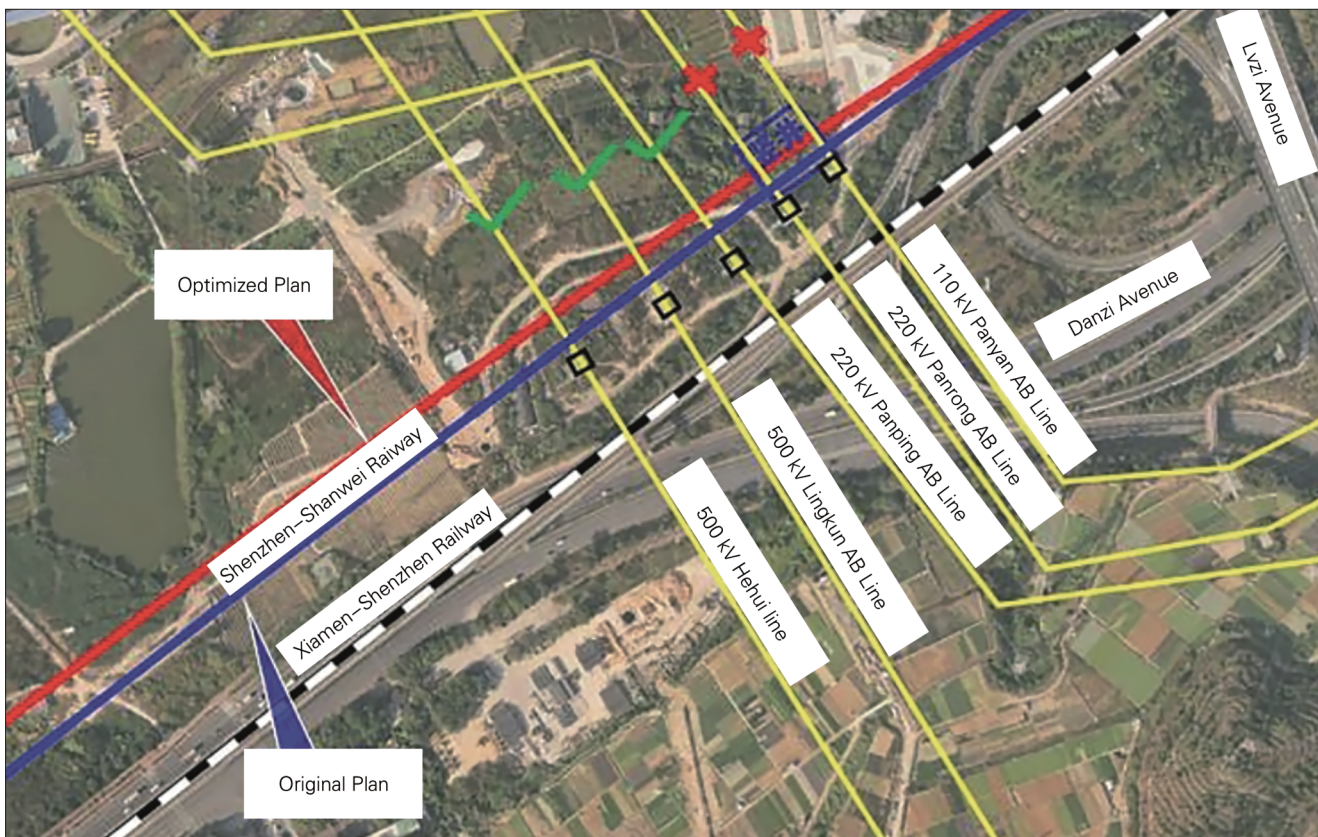 Lvzi Avenue
Optimized Plan
110 kV Panyan AB Line
Danzi Avenue
220 kV Panrong AB Line
220 kV Panping AB Line
Shenzhen–Shanwei Raiway
500 kV Lingkun AB Line
Xiamen–Shenzhen Railway
500 kV Hehui line
Original Plan